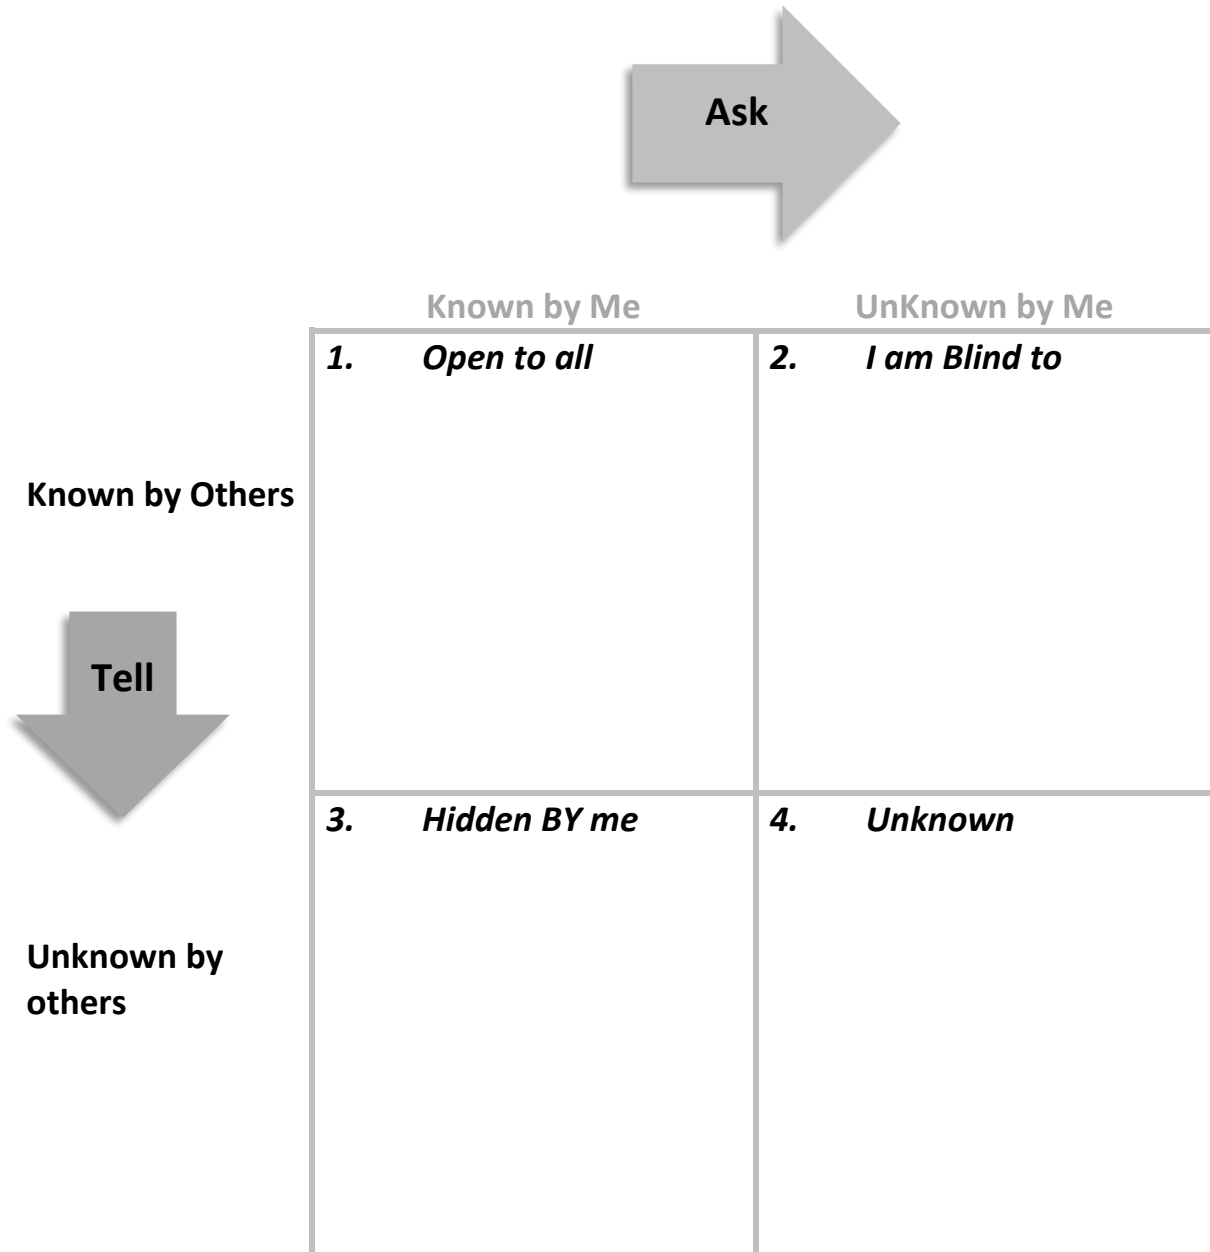 Ask
Known by Me UnKnown by Me
1. Open to all 2. I am Blind to
Known by Others
Tell
3. Hidden BY me 4. Unknown
Unknown by
others